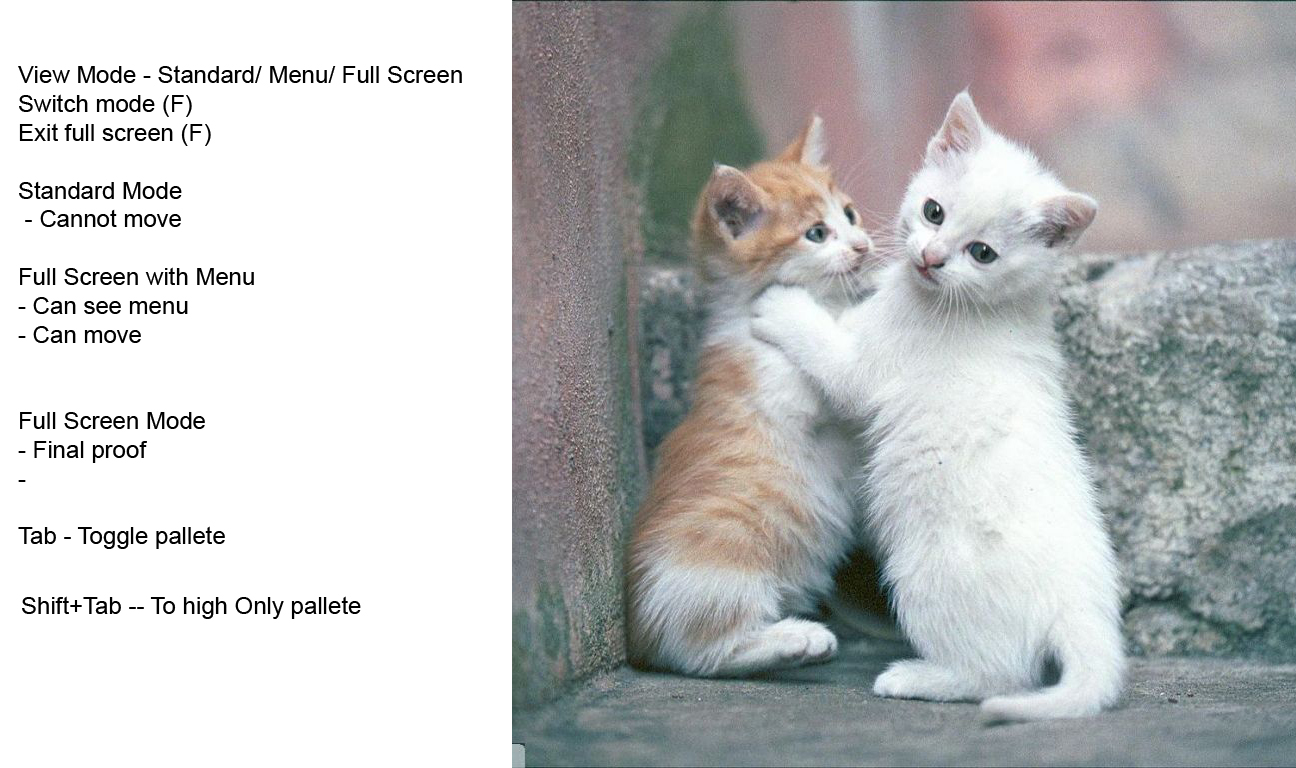 View Mode - Standard/ Menu/ Full Screen
Switch mode (F)
Exit full screen (F)
Standard Mode
- Cannot move
Full Screen with Menu
- Can see menu
- Can move
Full Screen Mode
- Final proof
-
Tab - Toggle pallete
Shift+Tab -- To high Only pallete